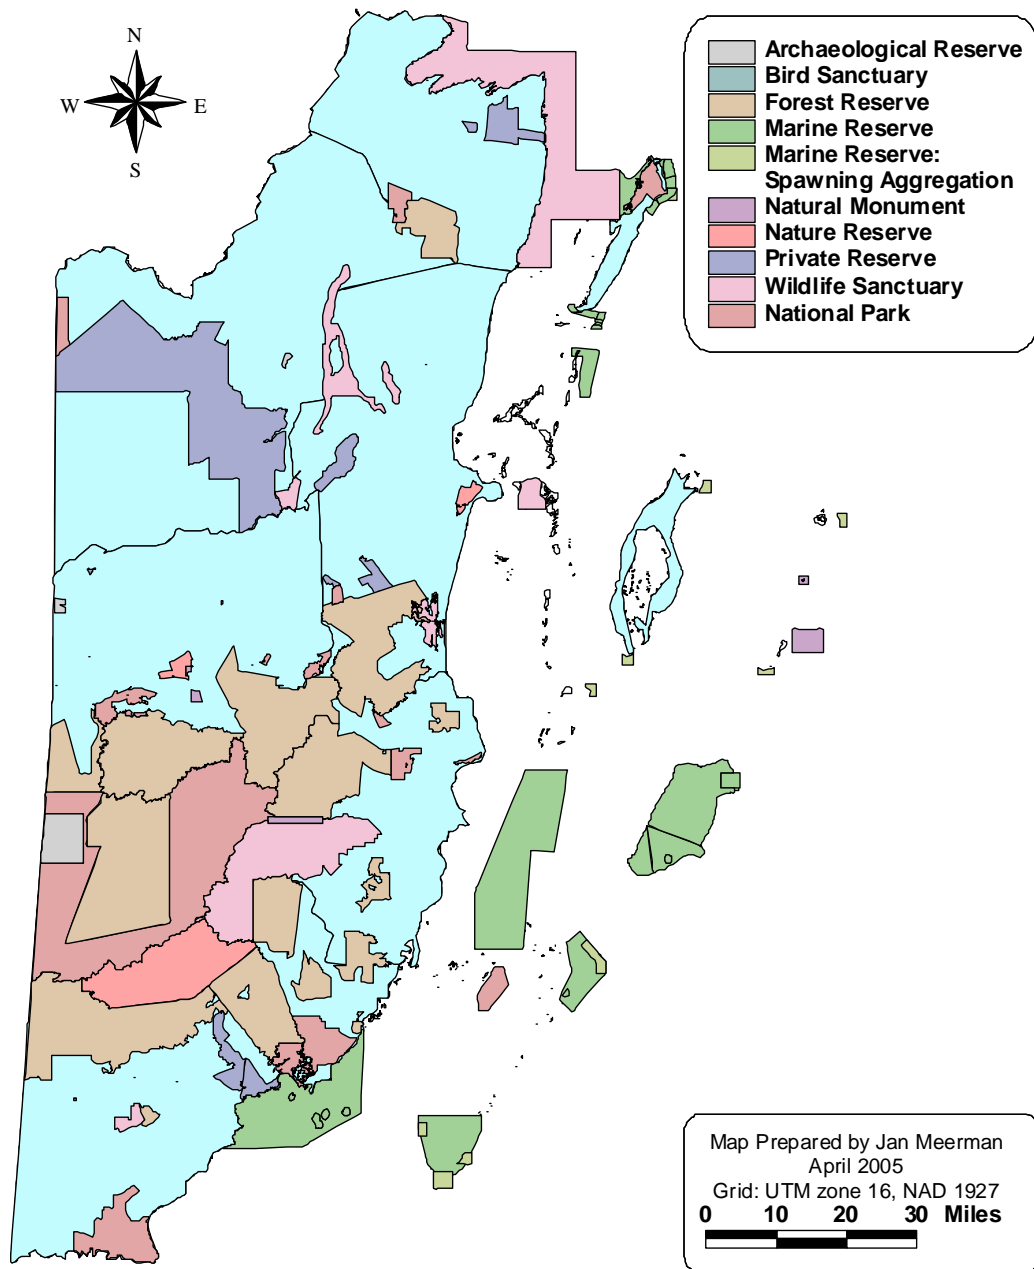 N
W E
S
Archaeological Reserve
Bird Sanctuary
Forest Reserve
Marine Reserve
Marine Reserve:
Spawning Aggregation
Natural Monument
Nature Reserve
Private Reserve
Wildlife Sanctuary
National Park
Map Prepared by Jan Meerman
April 2005
Grid: UTM zone 16, NAD 1927
0 10 20 30 Miles